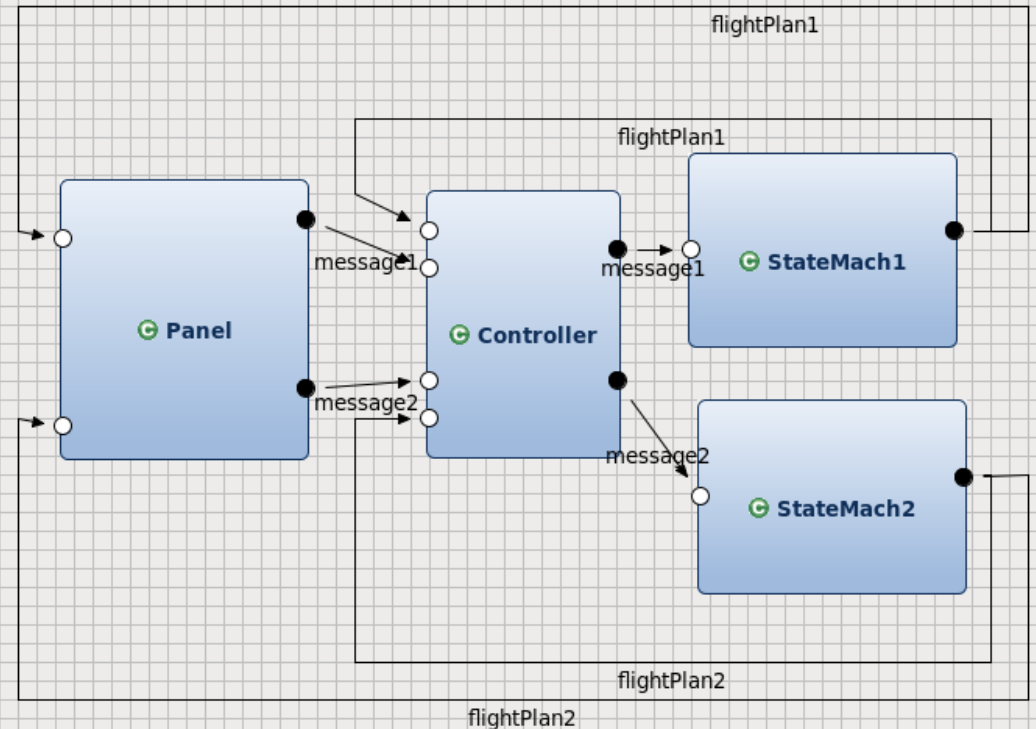 flightPlan1
flightPlan1
message1
message1
C StateMach1
C Panel
C Controller
message2
message2
C StateMach2
flightPlan2
flightPlan2